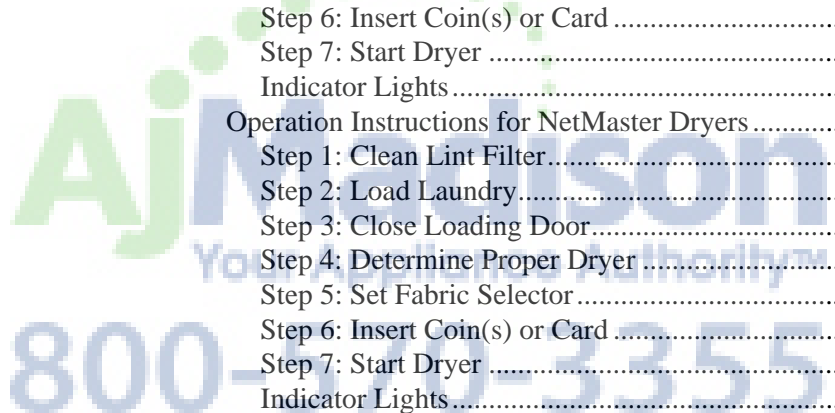 Step 6: Insert Coin(s) or Card ........................................
Step 7: Start Dryer ........................................................
Indicator Lights..............................................................
Operation Instructions for NetMaster Dryers .............
Step 1: Clean Lint Filter...............................................
Step 2: Load Laundry....................................................
Step 3: Close Loading Door..........................................
Step 4: Determine Proper Dryer ..................................
Step 5: Set Fabric Selector............................................
Step 6: Insert Coin(s) or Card ........................................
Step 7: Start Dryer ........................................................
Indicator Lights..............................................................
AjMadison
Your Appliance Authority™
800-570-3355